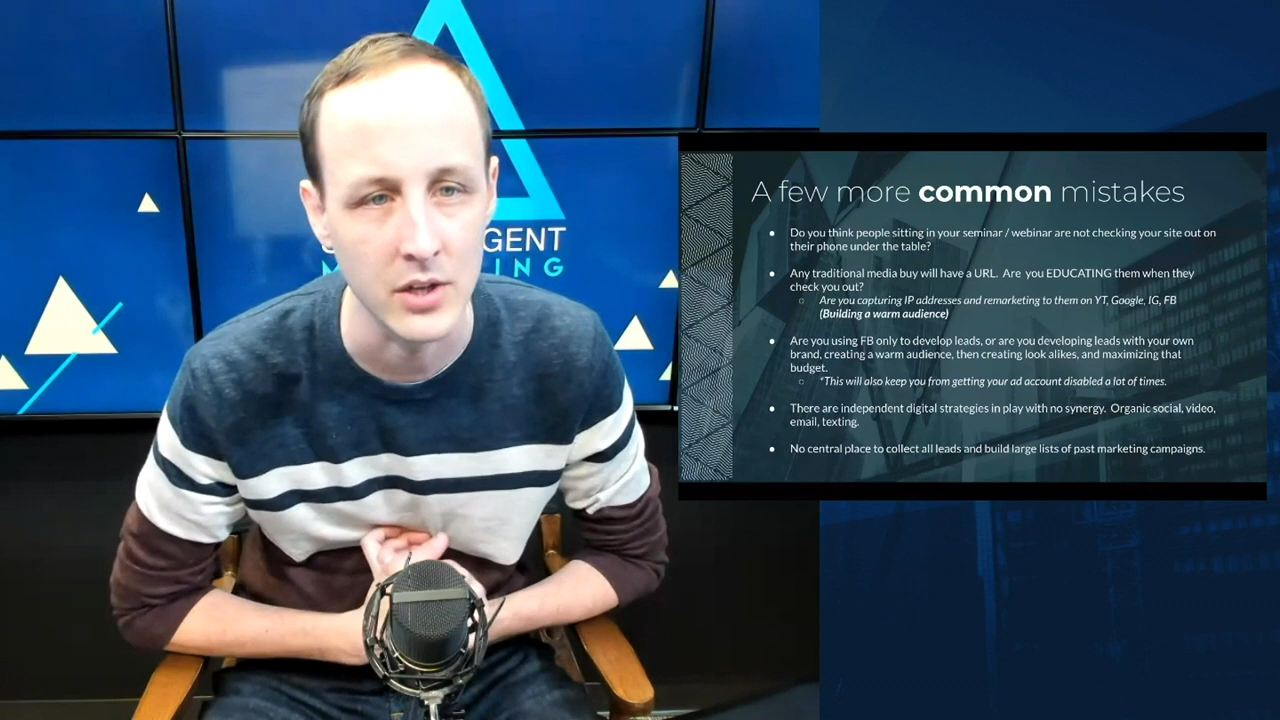 GENT
ING
A few more common mistakes
Do you think people sitting in your seminar / webinar are not checking your site out on
their phone under the table?
Any traditional media buy will have a URL. Are you EDUCATING them when they
check you out?
Are you capturing IP addresses and remarketing to them on YT, Google, IG, FB
(Building a warm audience)
Are you using FB only to develop leads, or are you developing leads with your own
brand, creating a warm audience, then creating look alikes, and maximizing that
budget.
*This will also keep you from getting your ad account disabled a lot of times.
There are independent digital strategies in play with no synergy. Organic social, video,
email, texting.
No central place to collect all leads and build large lists of past marketing campaigns.